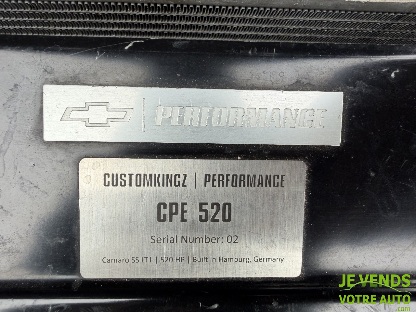 PERFORMANCE
CUSTOMKINGZ | PERFORMANCE
CPE 520
Serial Number: 02
Camaro SS LT1 | 520 HP | Built in Hamburg, Germany
JE VENDS
VOTRE AUTO